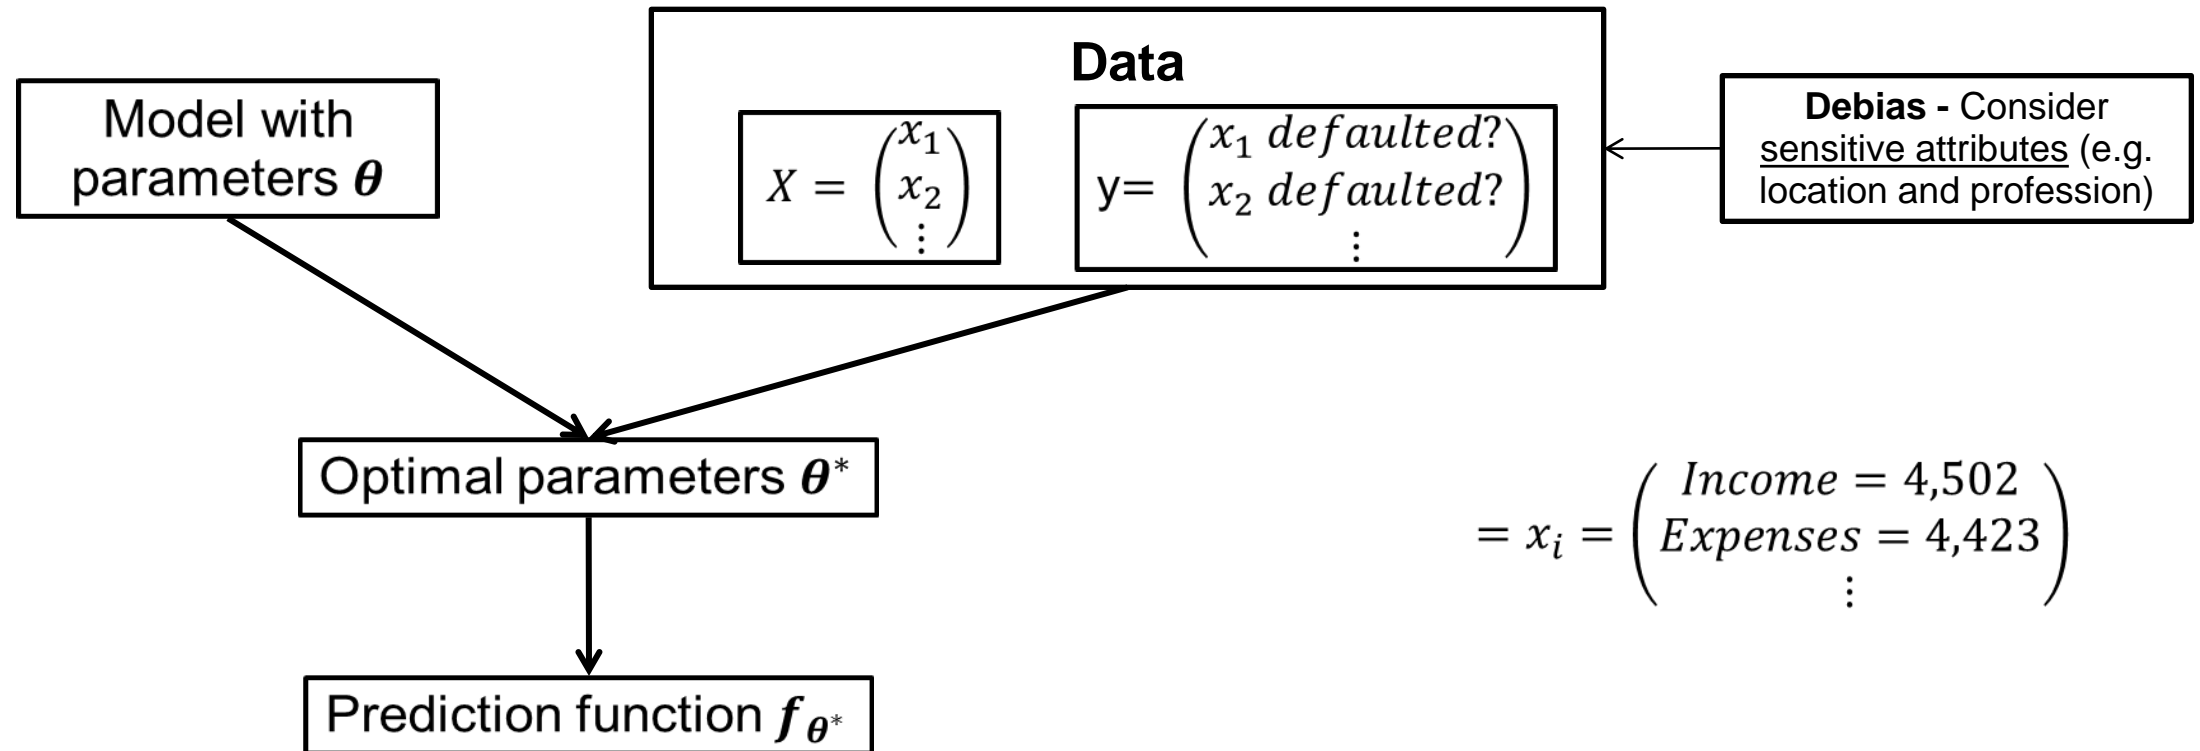 Data
Model with
parameters θ
X = (x₁
x₂
⋮)
y= (x₁ defaulted?
x₂ defaulted?
⋮)
Debias - Consider
sensitive attributes (e.g.
location and profession)
Optimal parameters θ*
= xᵢ = (Income = 4,502
Expenses = 4,423
⋮)
Prediction function f_θ*